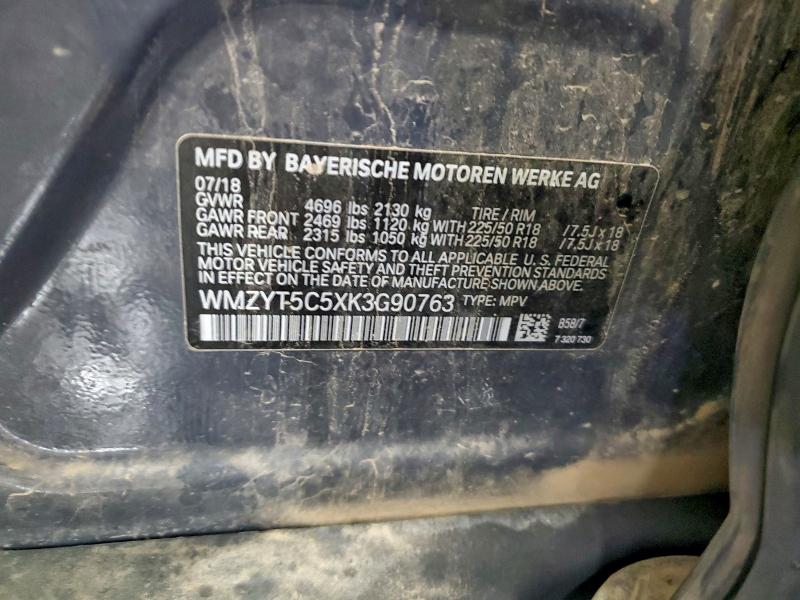 MFD BY BAYERISCHE MOTOREN WERKE AG
07/18
GVWR 4696 lbs 2130 kg TIRE / RIM
GAWR FRONT 2469 lbs 1120 kg WITH 225/50 R18 /7,5J x 18
GAWR REAR 2315 lbs 1050 kg WITH 225/50 R18 /7,5J x 18
THIS VEHICLE CONFORMS TO ALL APPLICABLE U. S. FEDERAL
MOTOR VEHICLE SAFETY AND THEFT PREVENTION STANDARDS
IN EFFECT ON THE DATE OF MANUFACTURE SHOWN ABOVE.
WMZYT5C5XK3G90763 TYPE: MPV
B58/7
7 320 730